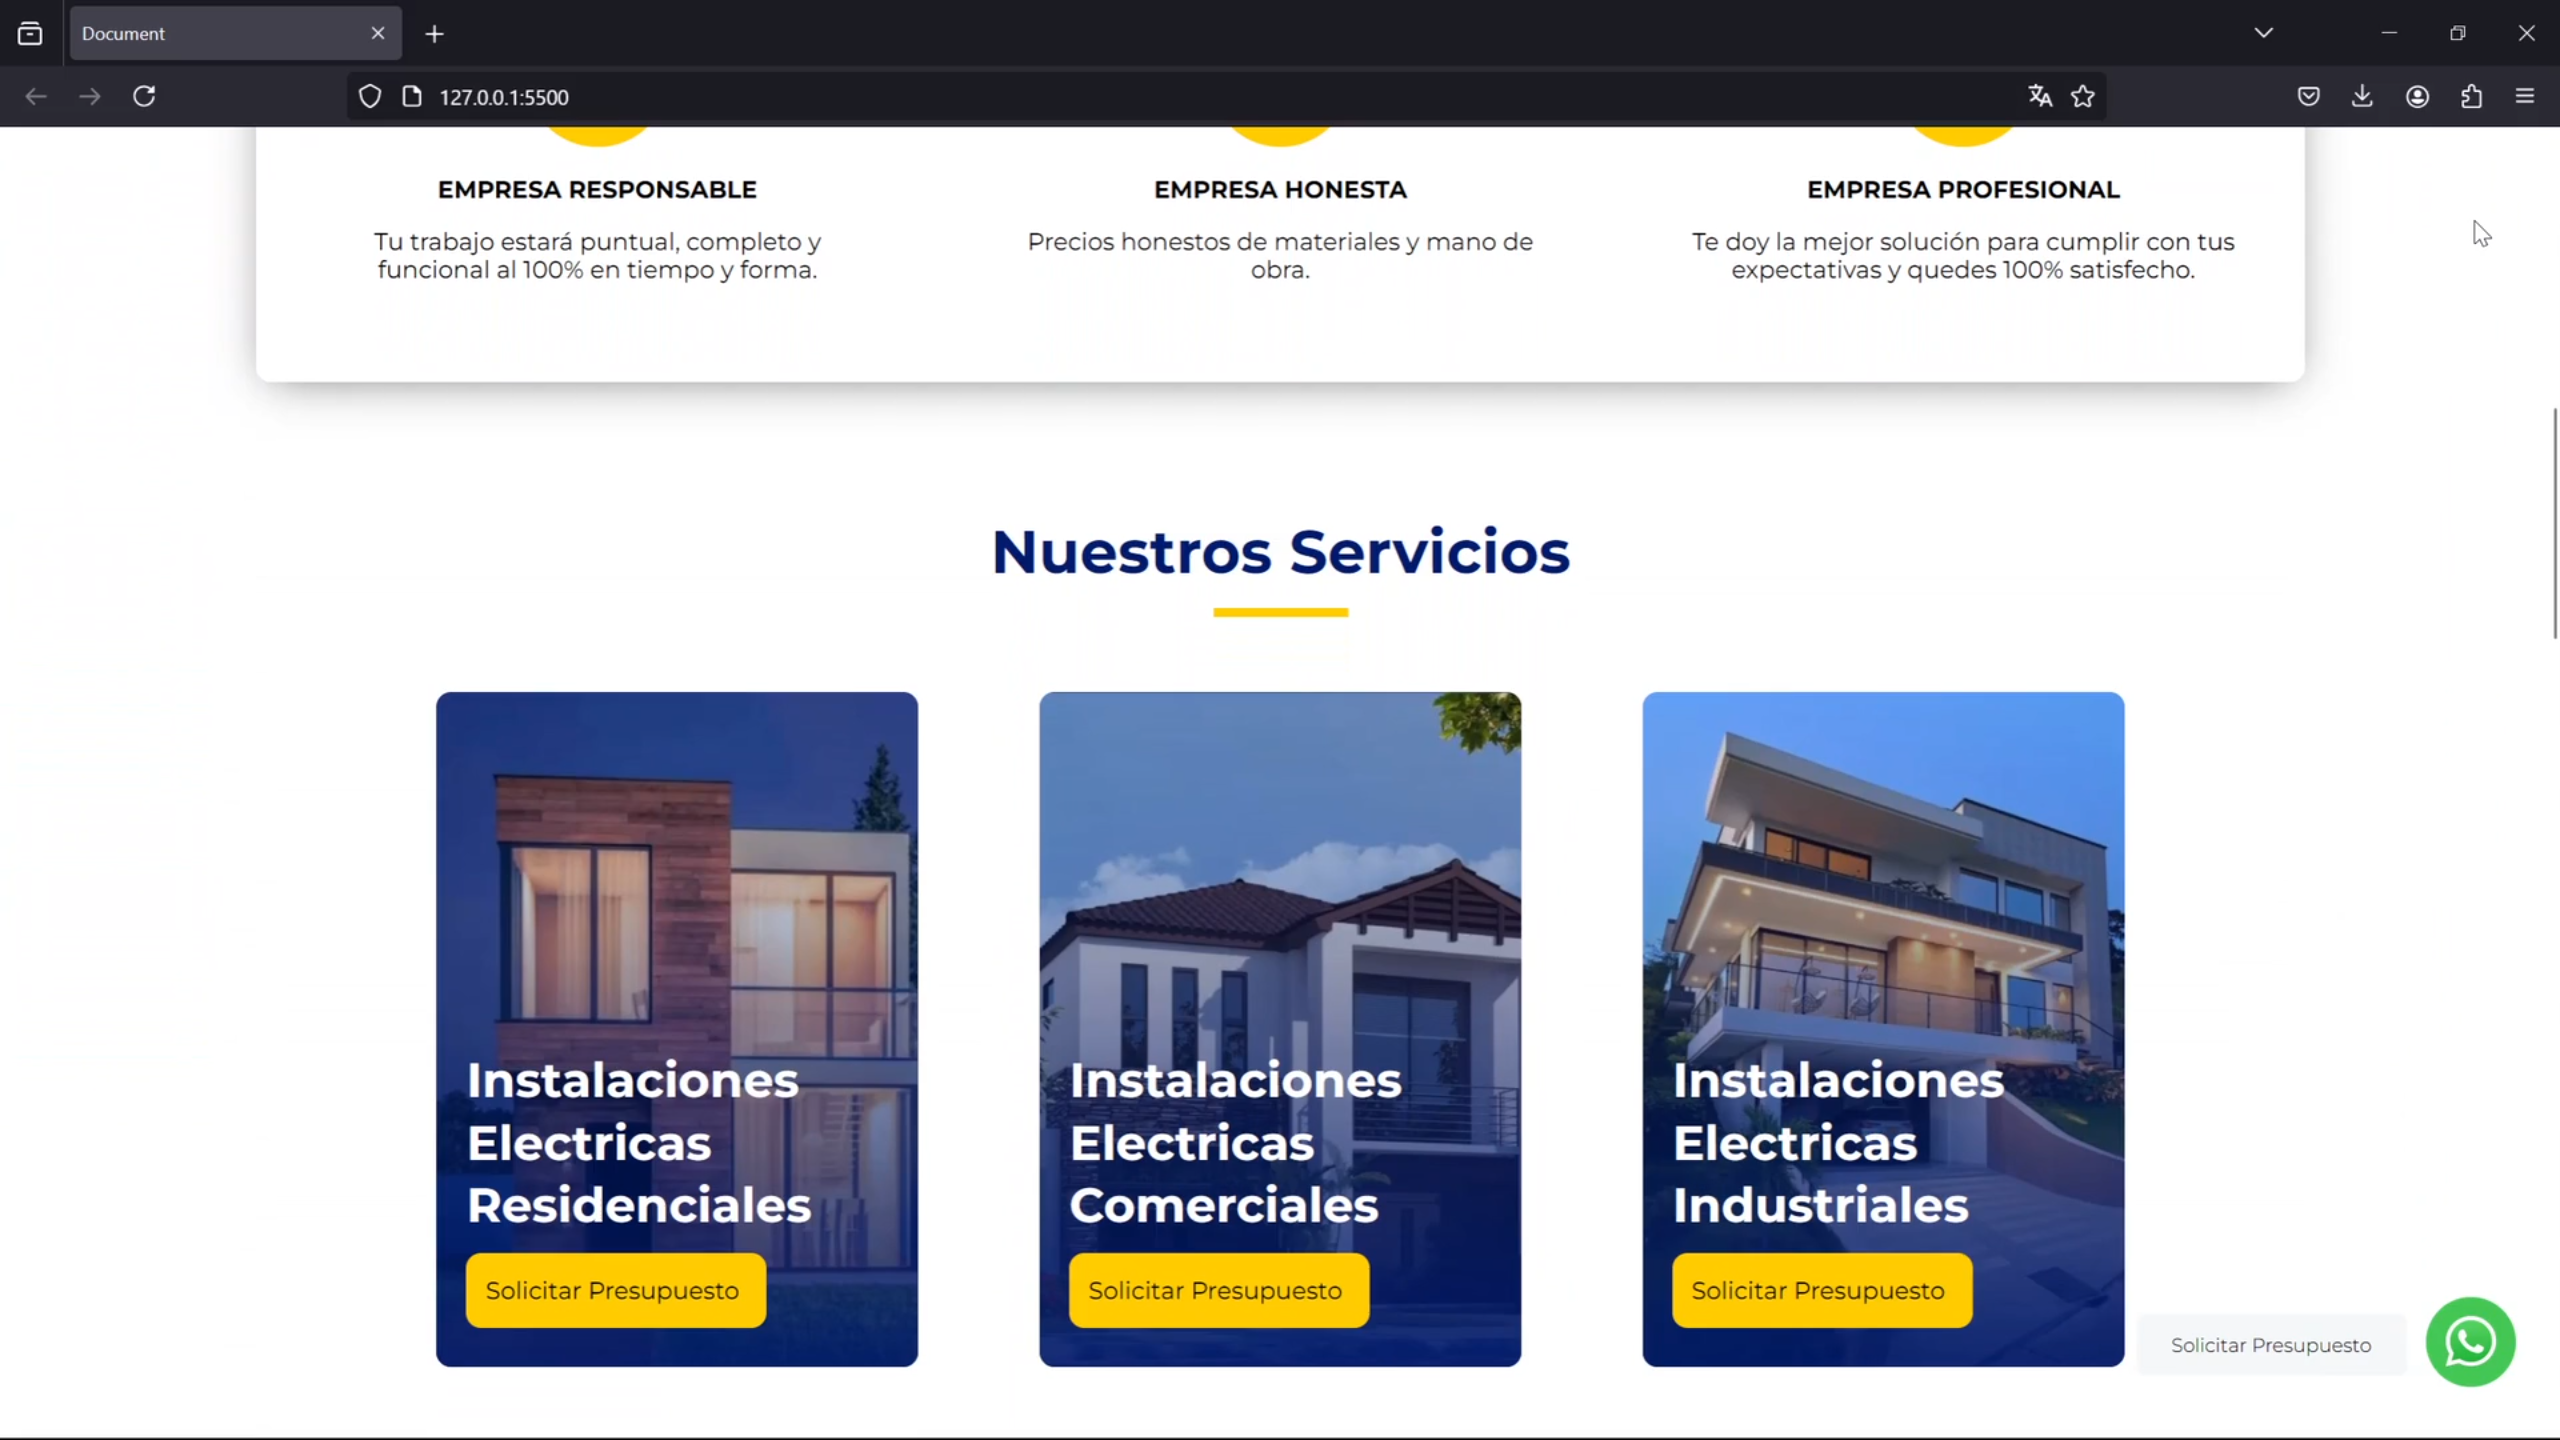 Document
127.0.0.1:5500
EMPRESA RESPONSABLE
Tu trabajo estará puntual, completo y
funcional al 100% en tiempo y forma.
EMPRESA HONESTA
Precios honestos de materiales y mano de
obra.
EMPRESA PROFESIONAL
Te doy la mejor solución para cumplir con tus
expectativas y quedes 100% satisfecho.
Nuestros Servicios
Instalaciones
Electricas
Residenciales
Solicitar Presupuesto
Instalaciones
Electricas
Comerciales
Solicitar Presupuesto
Instalaciones
Electricas
Industriales
Solicitar Presupuesto
Solicitar Presupuesto